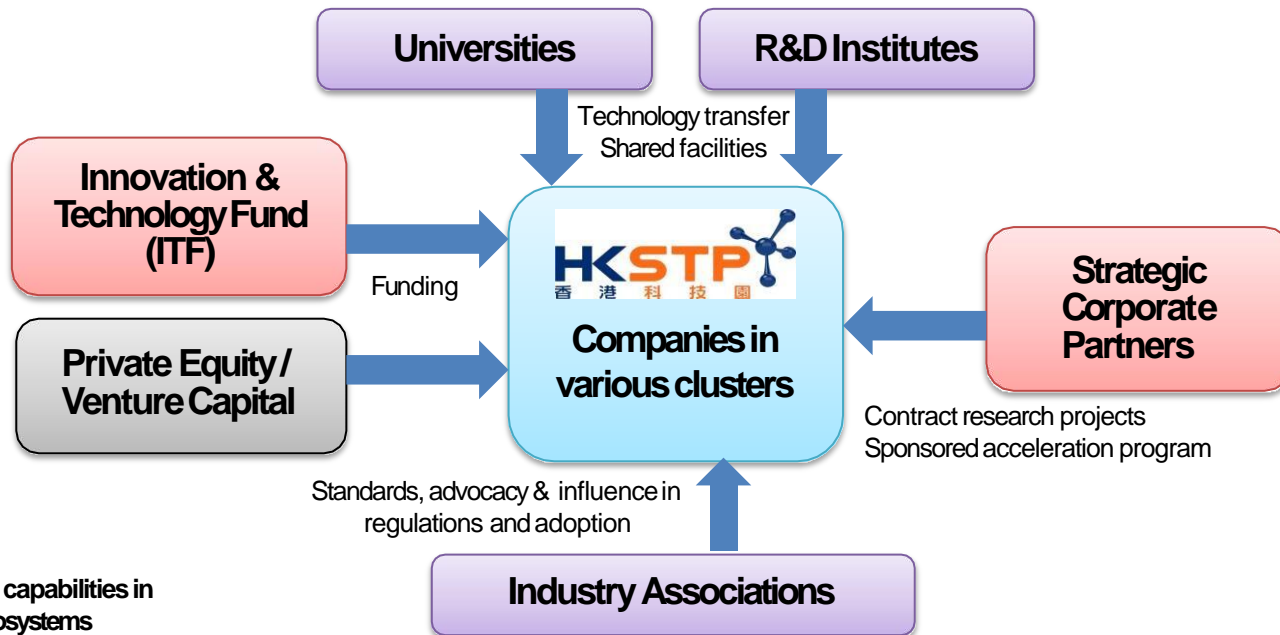 Universities
R&D Institutes
Technology transfer
Shared facilities
Innovation &
Technology Fund
(ITF)
Funding
Private Equity /
Venture Capital
HKSTP
香港科技園
Companies in
various clusters
Strategic
Corporate
Partners
Contract research projects
Sponsored acceleration program
Standards, advocacy & influence in
regulations and adoption
Industry Associations
capabilities in
osystems